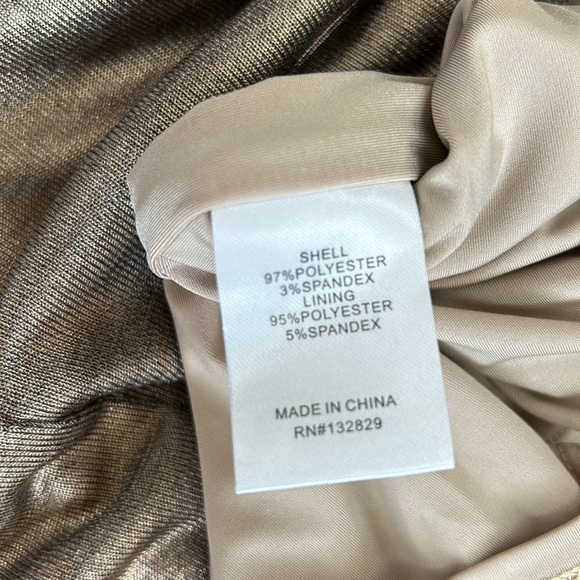 SHELL
97%POLYESTER
3%SPANDEX
LINING
95%POLYESTER
5%SPANDEX
MADE IN CHINA
RN#132829